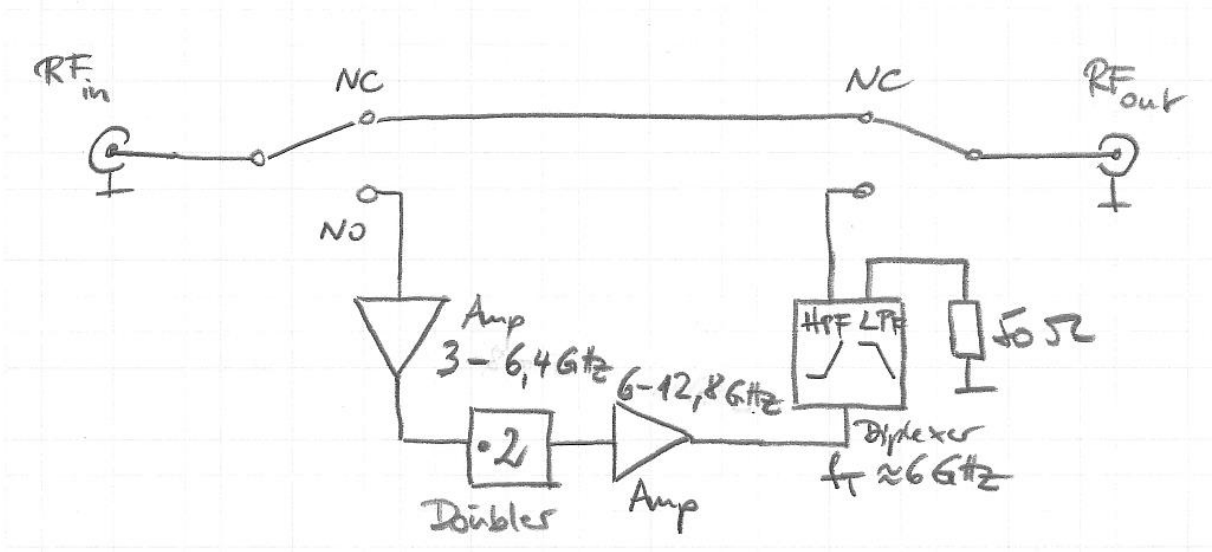 RF in
NC
NC
RF out
NO
Amp
3 – 6,4 GHz
6–12,8 GHz
HPF LPF
50 Ω
·2
Doubler
Amp
Diplexer
fT ≈ 6 GHz